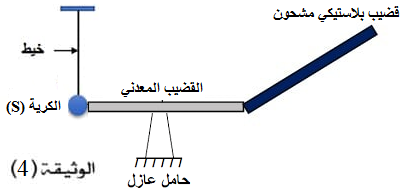 قضيب بلاستيكي مشحون
خيط
القضيب المعدني
الكرية (S)
حامل عازل
الوثيقة (4)